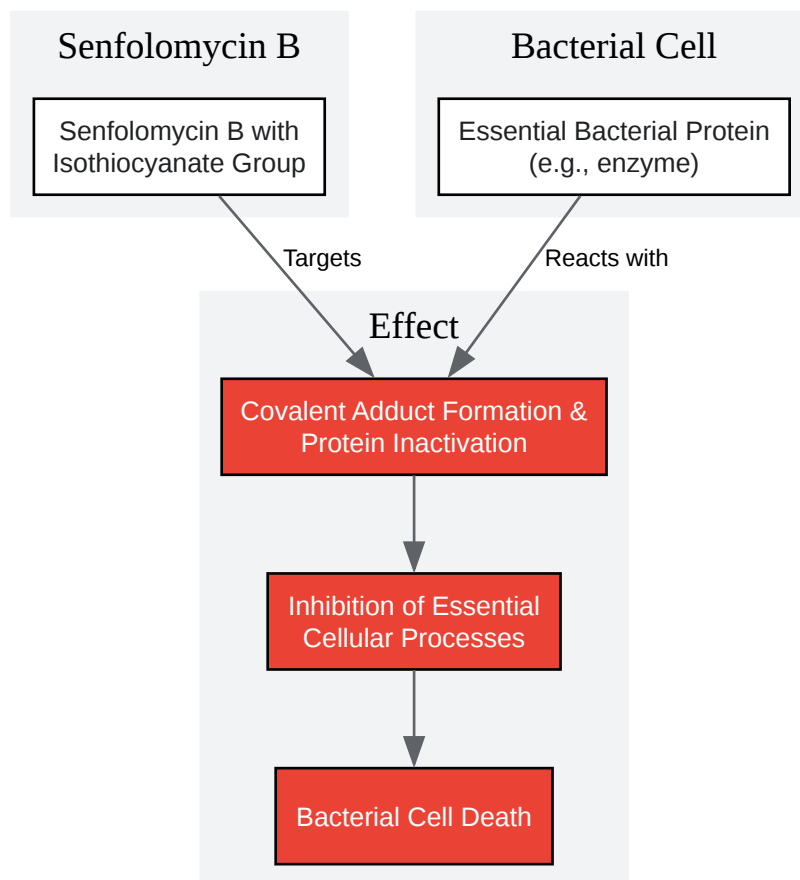 Senfolomycin B
Bacterial Cell
Senfolomycin B with
Isothiocyanate Group
Essential Bacterial Protein
(e.g., enzyme)
Targets
Reacts with
Effect
Covalent Adduct Formation &
Protein Inactivation
Inhibition of Essential
Cellular Processes
Bacterial Cell Death